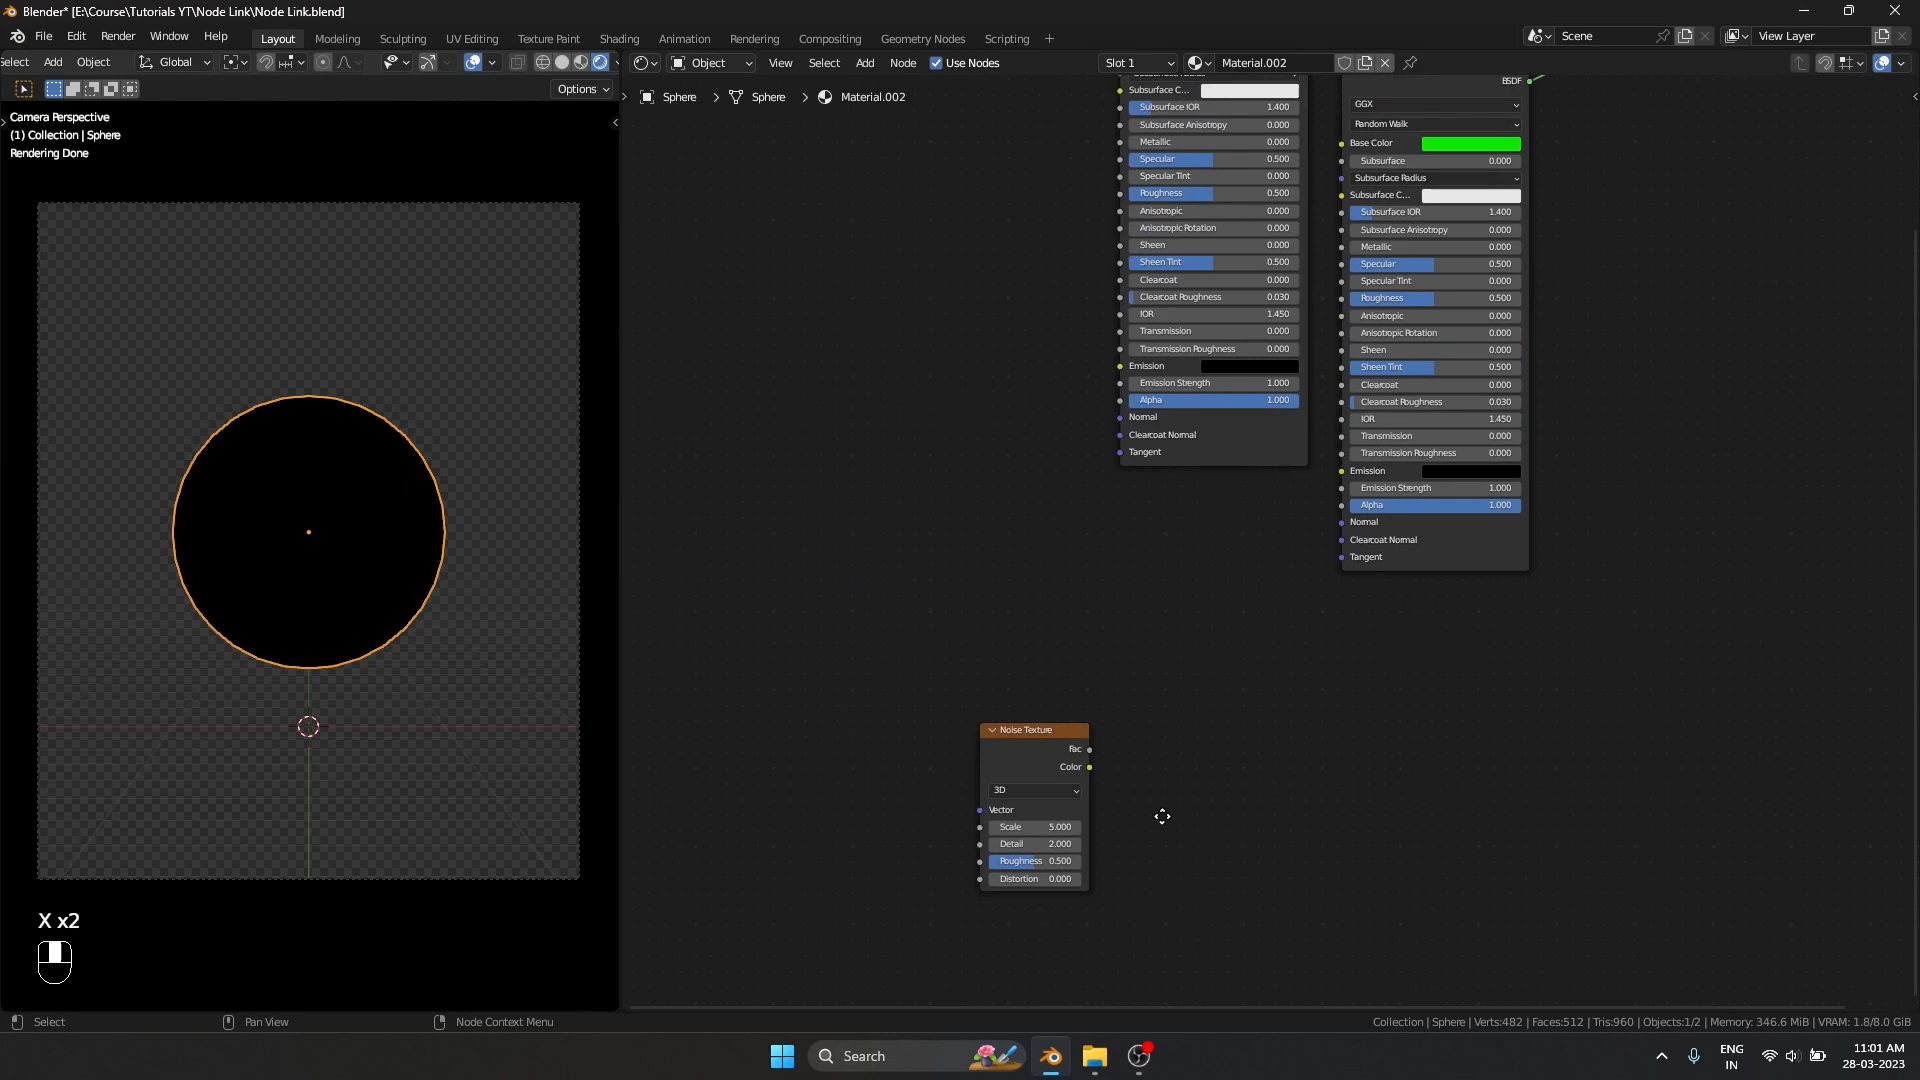 Blender* [E:\Course\Tutorials YT\Node Link\Node Link.blend]
File Edit Render Window Help Layout Modeling Sculpting UV Editing Texture Paint Shading Animation Rendering Compositing Geometry Nodes Scripting + Scene View Layer
Select Add Object Global Object View Select Add Node Use Nodes Slot 1 Material.002
Options
Sphere > Sphere > Material.002
Camera Perspective
(1) Collection | Sphere
Rendering Done
Subsurface C...
Subsurface IOR 1.400
Subsurface Anisotropy 0.000
Metallic 0.000
Specular 0.500
Specular Tint 0.000
Roughness 0.500
Anisotropic 0.000
Anisotropic Rotation 0.000
Sheen 0.000
Sheen Tint 0.500
Clearcoat 0.000
Clearcoat Roughness 0.030
IOR 1.450
Transmission 0.000
Transmission Roughness 0.000
Emission
Emission Strength 1.000
Alpha 1.000
Normal
Clearcoat Normal
Tangent
BSDF
GGX
Random Walk
Base Color
Subsurface 0.000
Subsurface Radius
Subsurface C...
Subsurface IOR 1.400
Subsurface Anisotropy 0.000
Metallic 0.000
Specular 0.500
Specular Tint 0.000
Roughness 0.500
Anisotropic 0.000
Anisotropic Rotation 0.000
Sheen 0.000
Sheen Tint 0.500
Clearcoat 0.000
Clearcoat Roughness 0.030
IOR 1.450
Transmission 0.000
Transmission Roughness 0.000
Emission
Emission Strength 1.000
Alpha 1.000
Normal
Clearcoat Normal
Tangent
Noise Texture
Fac
Color
3D
Vector
Scale 5.000
Detail 2.000
Roughness 0.500
Distortion 0.000
X x2
Select Pan View Node Context Menu Collection | Sphere | Verts:482 | Faces:512 | Tris:960 | Objects:1/2 | Memory: 346.6 MiB | VRAM: 1.8/8.0 GiB
Search
ENG
IN
11:01 AM
28-03-2023